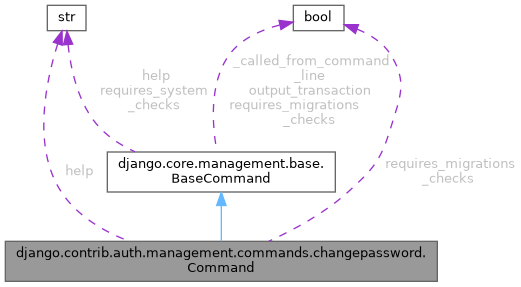 str
bool
help
requires_system
_checks
_called_from_command
_line
output_transaction
requires_migrations
_checks
help
django.core.management.base.
BaseCommand
requires_migrations
_checks
django.contrib.auth.management.commands.changepassword.
Command